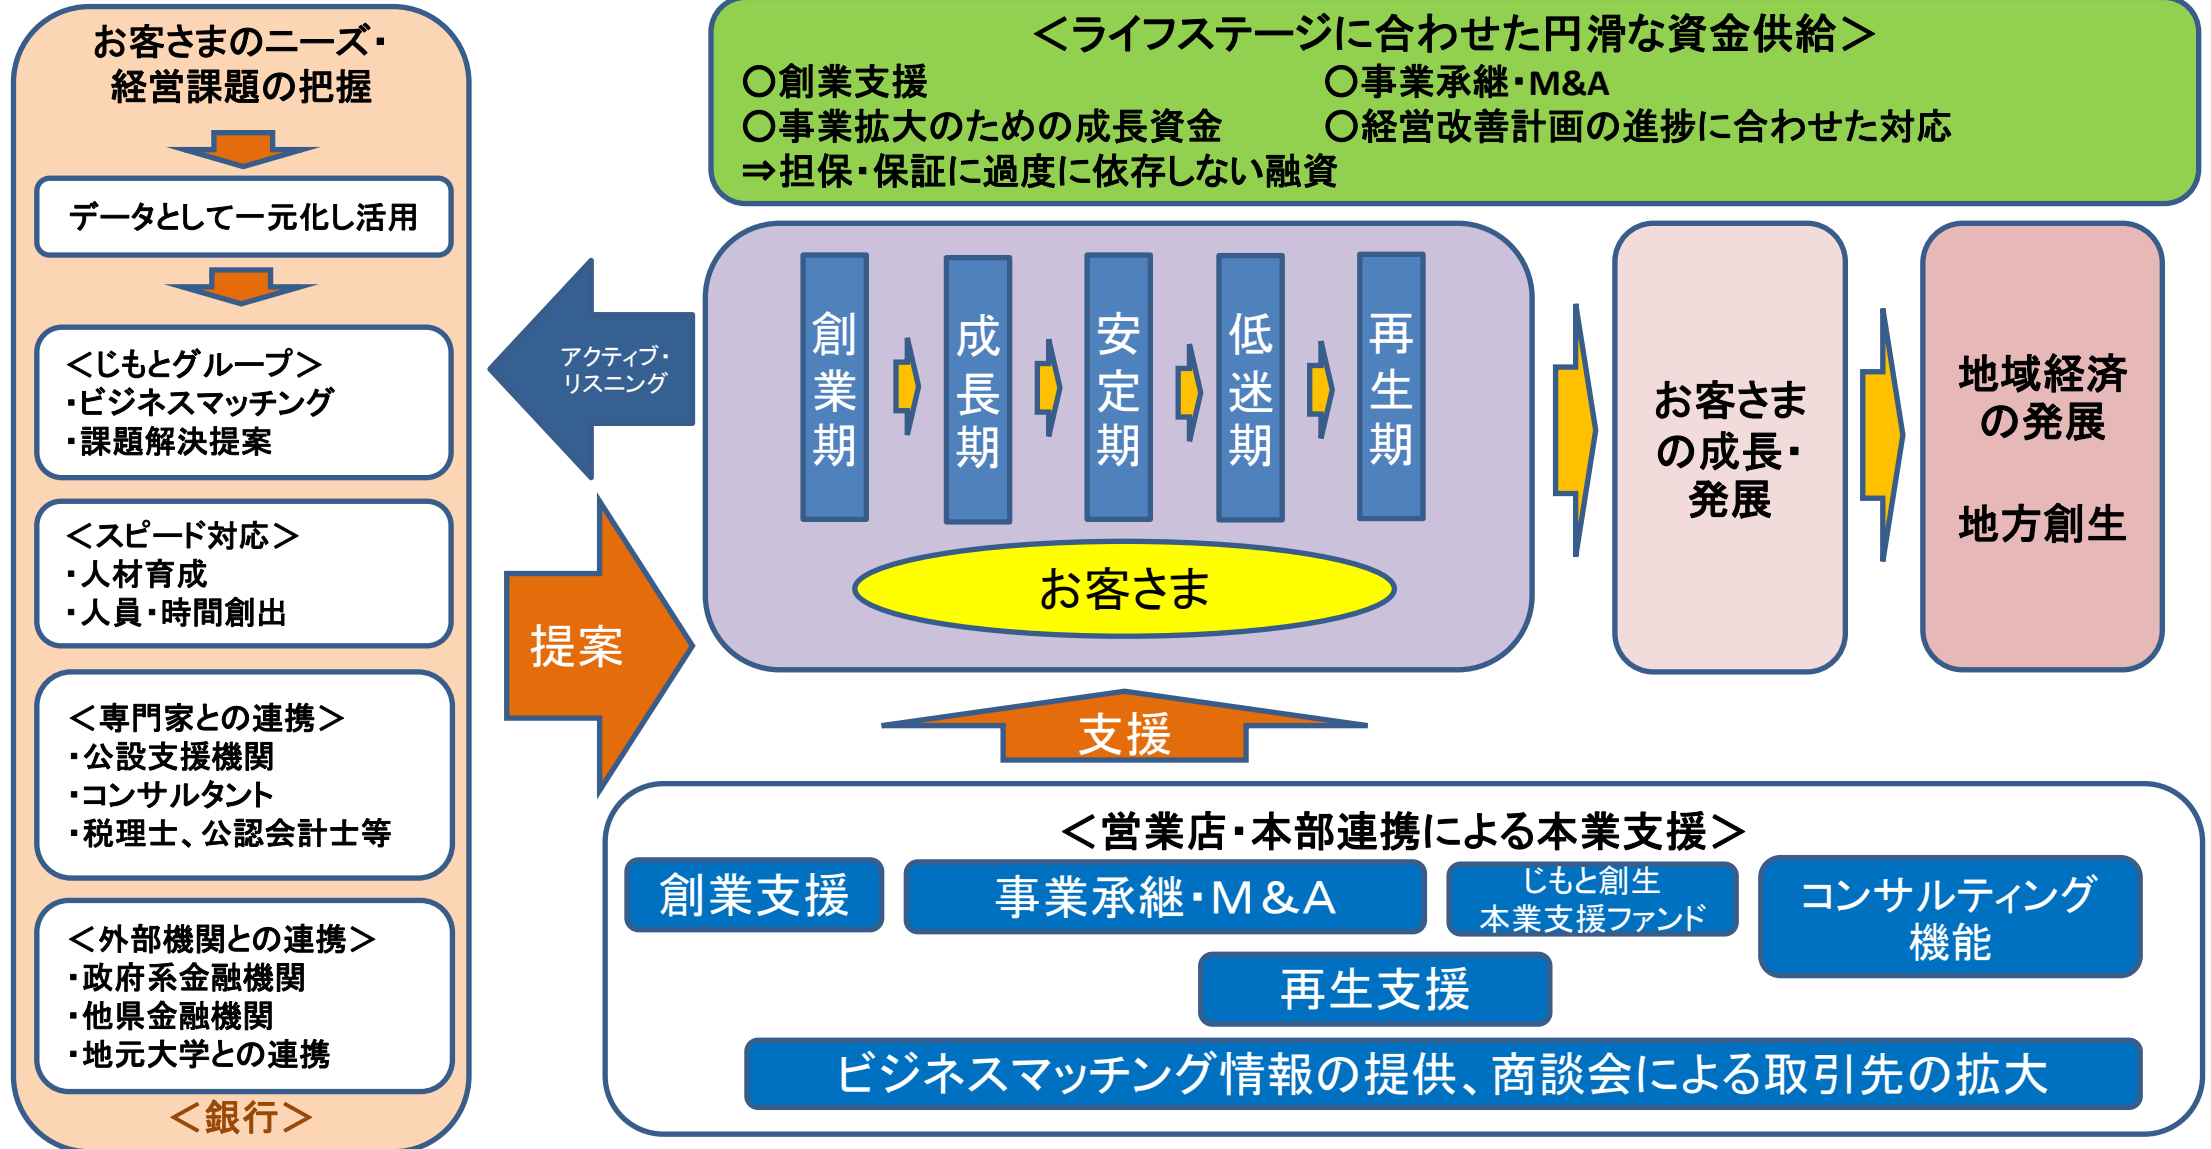 お客さまのニーズ・
経営課題の把握
データとして一元化し活用
＜じもとグループ＞
・ビジネスマッチング
・課題解決提案
＜スピード対応＞
・人材育成
・人員・時間創出
＜専門家との連携＞
・公設支援機関
・コンサルタント
・税理士、公認会計士等
＜外部機関との連携＞
・政府系金融機関
・他県金融機関
・地元大学との連携
＜銀行＞
＜ライフステージに合わせた円滑な資金供給＞
○創業支援 ○事業承継・M&A
○事業拡大のための成長資金 ○経営改善計画の進捗に合わせた対応
⇒担保・保証に過度に依存しない融資
アクティブ・
リスニング
提案
創業期
成長期
安定期
低迷期
再生期
お客さま
お客さま
の成長・
発展
地域経済
の発展
地方創生
支援
＜営業店・本部連携による本業支援＞
創業支援
事業承継・Ｍ＆Ａ
じもと創生
本業支援ファンド
コンサルティング
機能
再生支援
ビジネスマッチング情報の提供、商談会による取引先の拡大